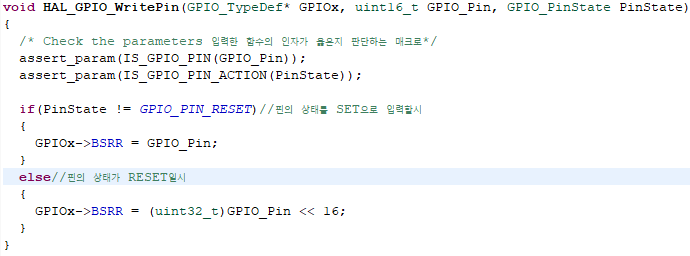 void HAL_GPIO_WritePin(GPIO_TypeDef* GPIOx, uint16_t GPIO_Pin, GPIO_PinState PinState)
{
  /* Check the parameters 입력한 함수의 인자가 옳은지 판단하는 매크로*/
  assert_param(IS_GPIO_PIN(GPIO_Pin));
  assert_param(IS_GPIO_PIN_ACTION(PinState));

  if(PinState != GPIO_PIN_RESET)//핀의 상태를 SET으로 입력할시
  {
    GPIOx->BSRR = GPIO_Pin;
  }
  else//핀의 상태가 RESET일시
  {
    GPIOx->BSRR = (uint32_t)GPIO_Pin << 16;
  }
}